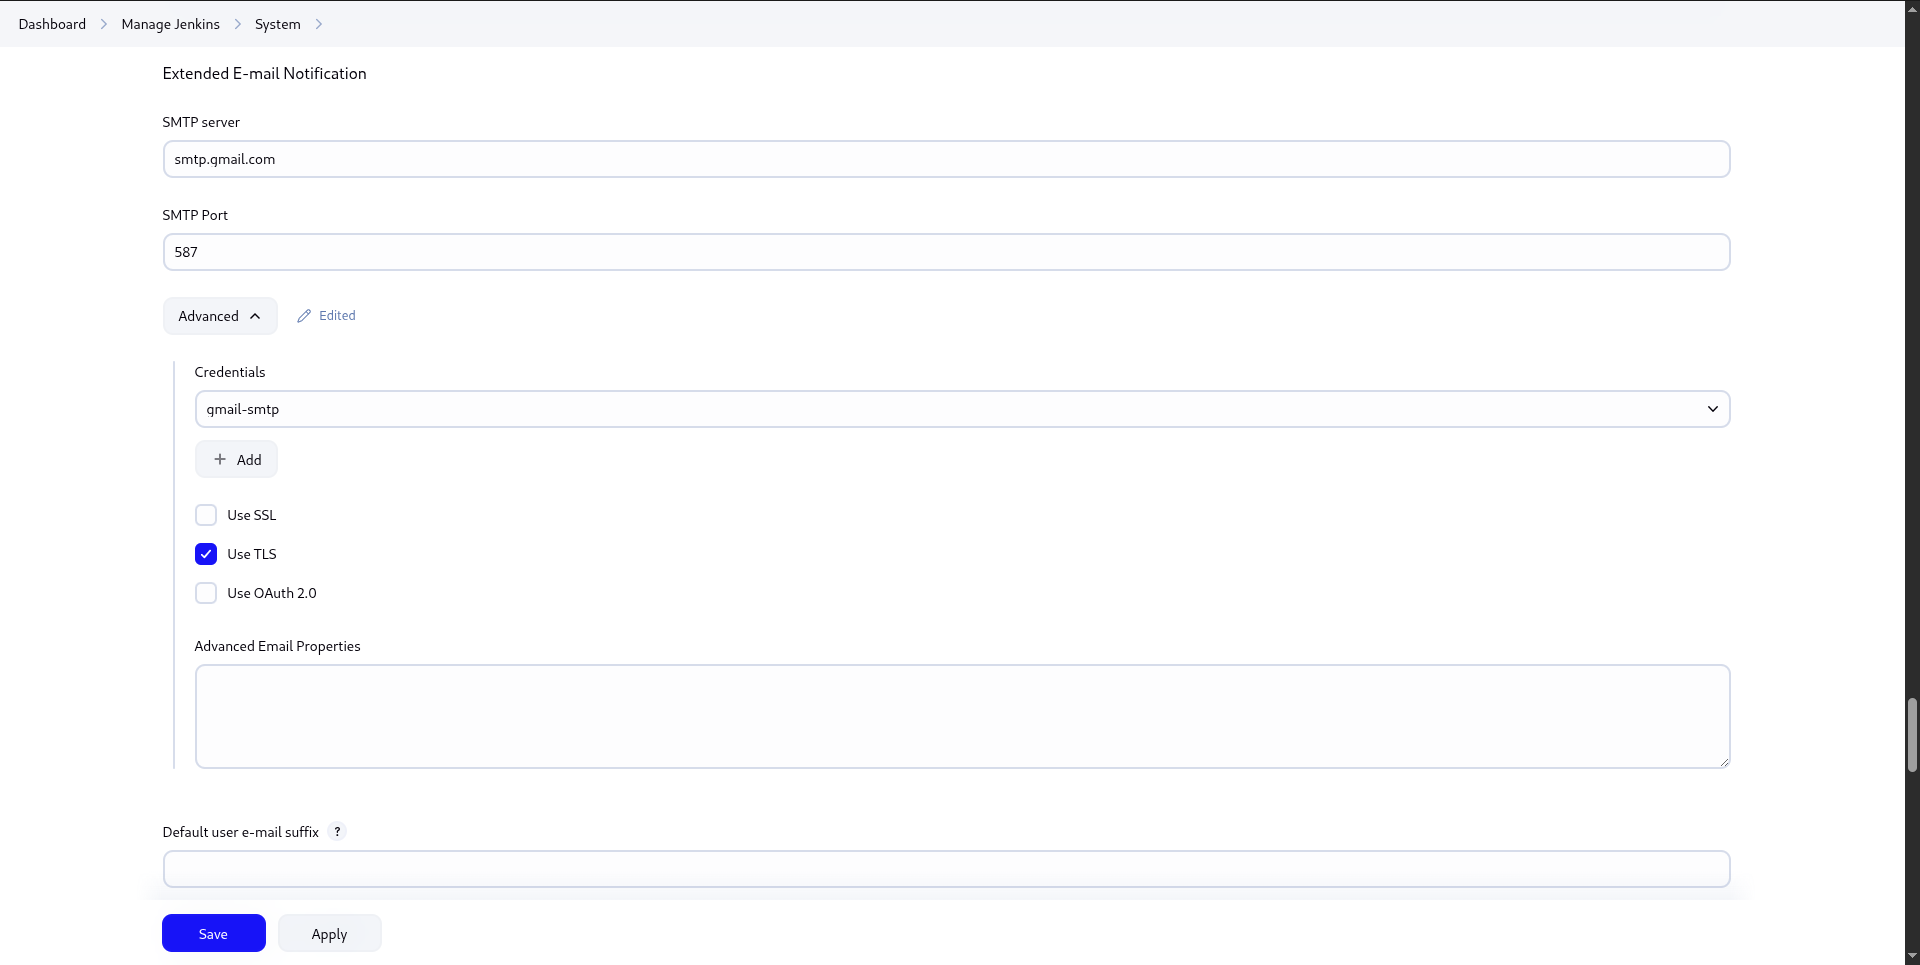 Dashboard > Manage Jenkins > System >
Extended E-mail Notification
SMTP server
smtp.gmail.com
SMTP Port
587
Advanced Edited
Credentials
gmail-smtp
+ Add
Use SSL
Use TLS
Use OAuth 2.0
Advanced Email Properties
Default user e-mail suffix ?
Save Apply